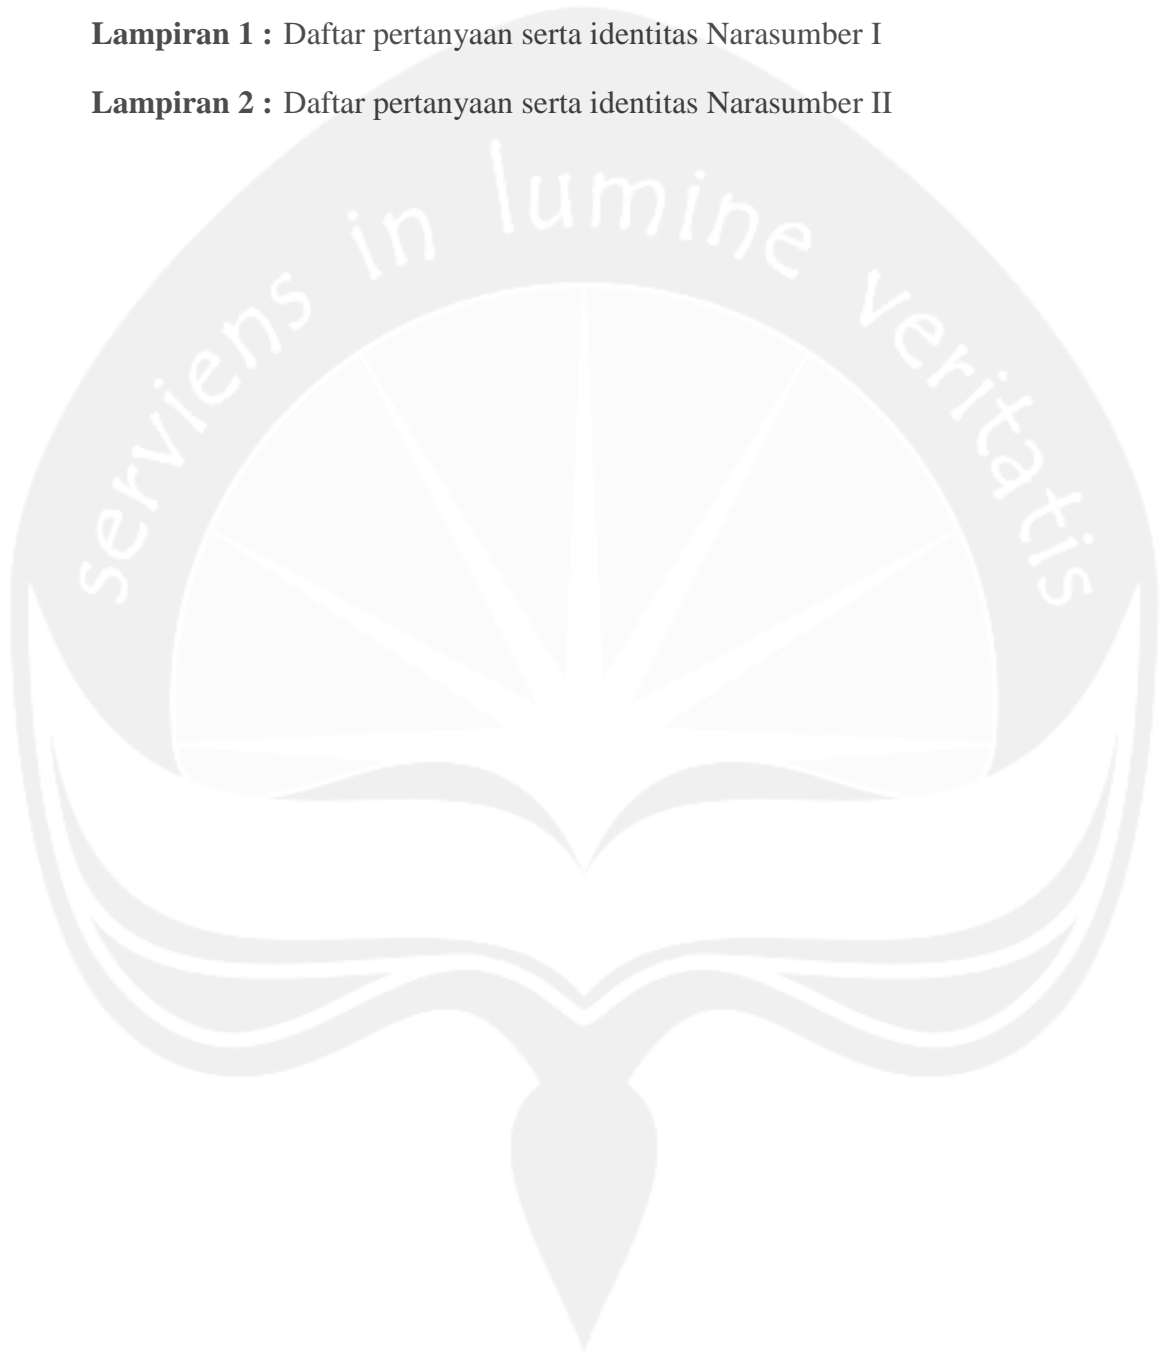 Lampiran 1 : Daftar pertanyaan serta identitas Narasumber I
Lampiran 2 : Daftar pertanyaan serta identitas Narasumber II
serviens in lumine veritatis